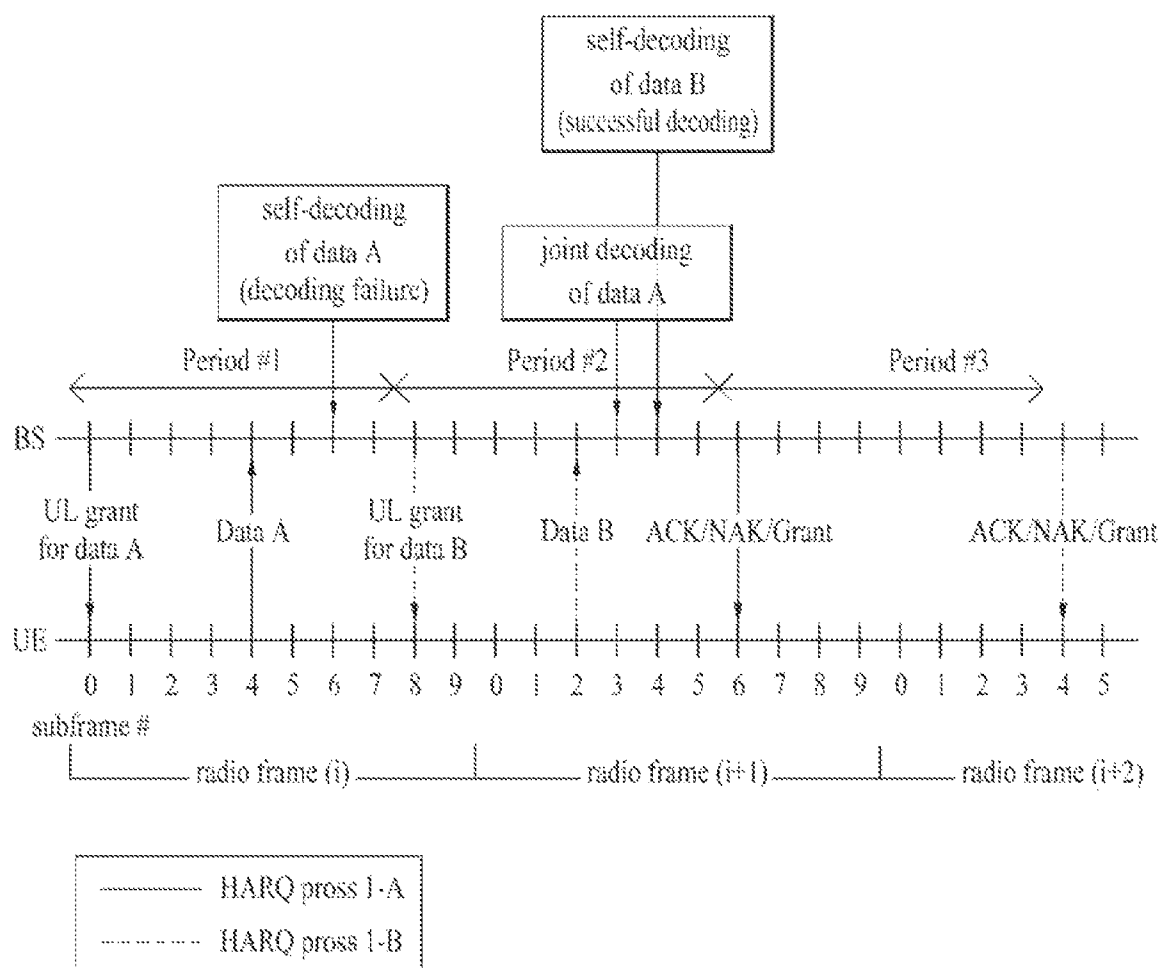 self-decoding
of data B
(successful decoding)
self-decoding
of data A
(decoding failure)
joint decoding
of data A
Period #1
Period #2
Period #3
BS
UL grant
for data A
Data A
UL grant
for data B
Data B
ACK/NAK/Grant
ACK/NAK/Grant
UE
0 1 2 3 4 5 6 7 8 9 0 1 2 3 4 5 6 7 8 9 0 1 2 3 4 5
subframe #
radio frame (i)
radio frame (i+1)
radio frame (i+2)
HARQ pross 1-A
HARQ pross 1-B